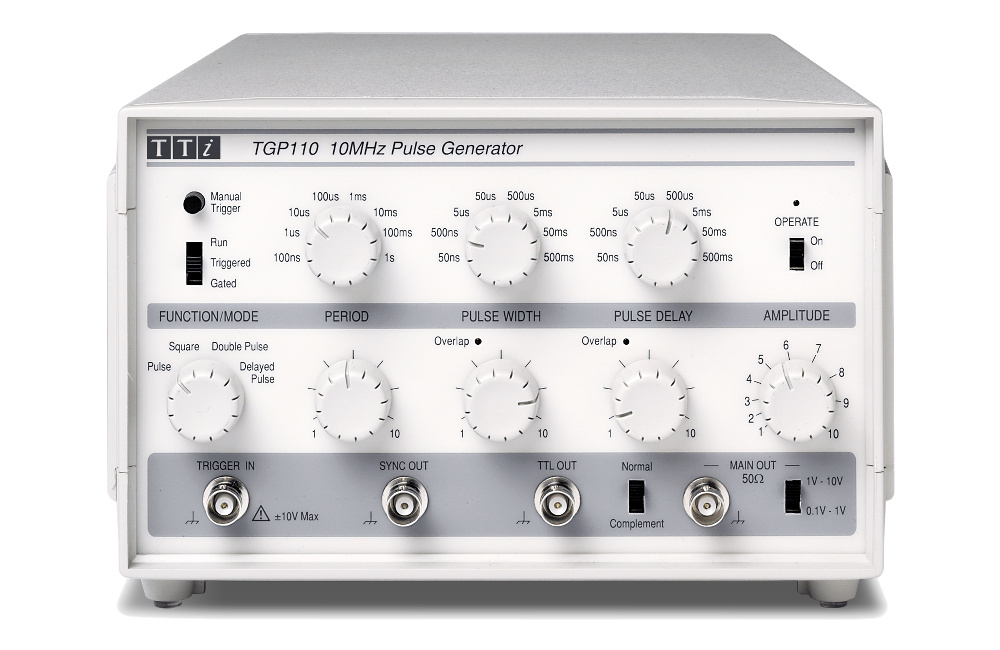 TTi TGP110 10MHz Pulse Generator
Manual
Trigger
Run
Triggered
Gated
100us 1ms
10us 10ms
1us 100ms
100ns 1s
50us 500us
5us 5ms
500ns 50ms
50ns 500ms
50us 500us
5us 5ms
500ns 50ms
50ns 500ms
OPERATE
On
Off
FUNCTION/MODE PERIOD PULSE WIDTH PULSE DELAY AMPLITUDE
Square Double Pulse
Pulse Delayed
Pulse
1 10
Overlap
1 10
Overlap
1 10
6 7
5 8
4
3 9
2
1 10
TRIGGER IN SYNC OUT TTL OUT Normal MAIN OUT
50Ω
1V - 10V
±10V Max
Complement
0.1V - 1V